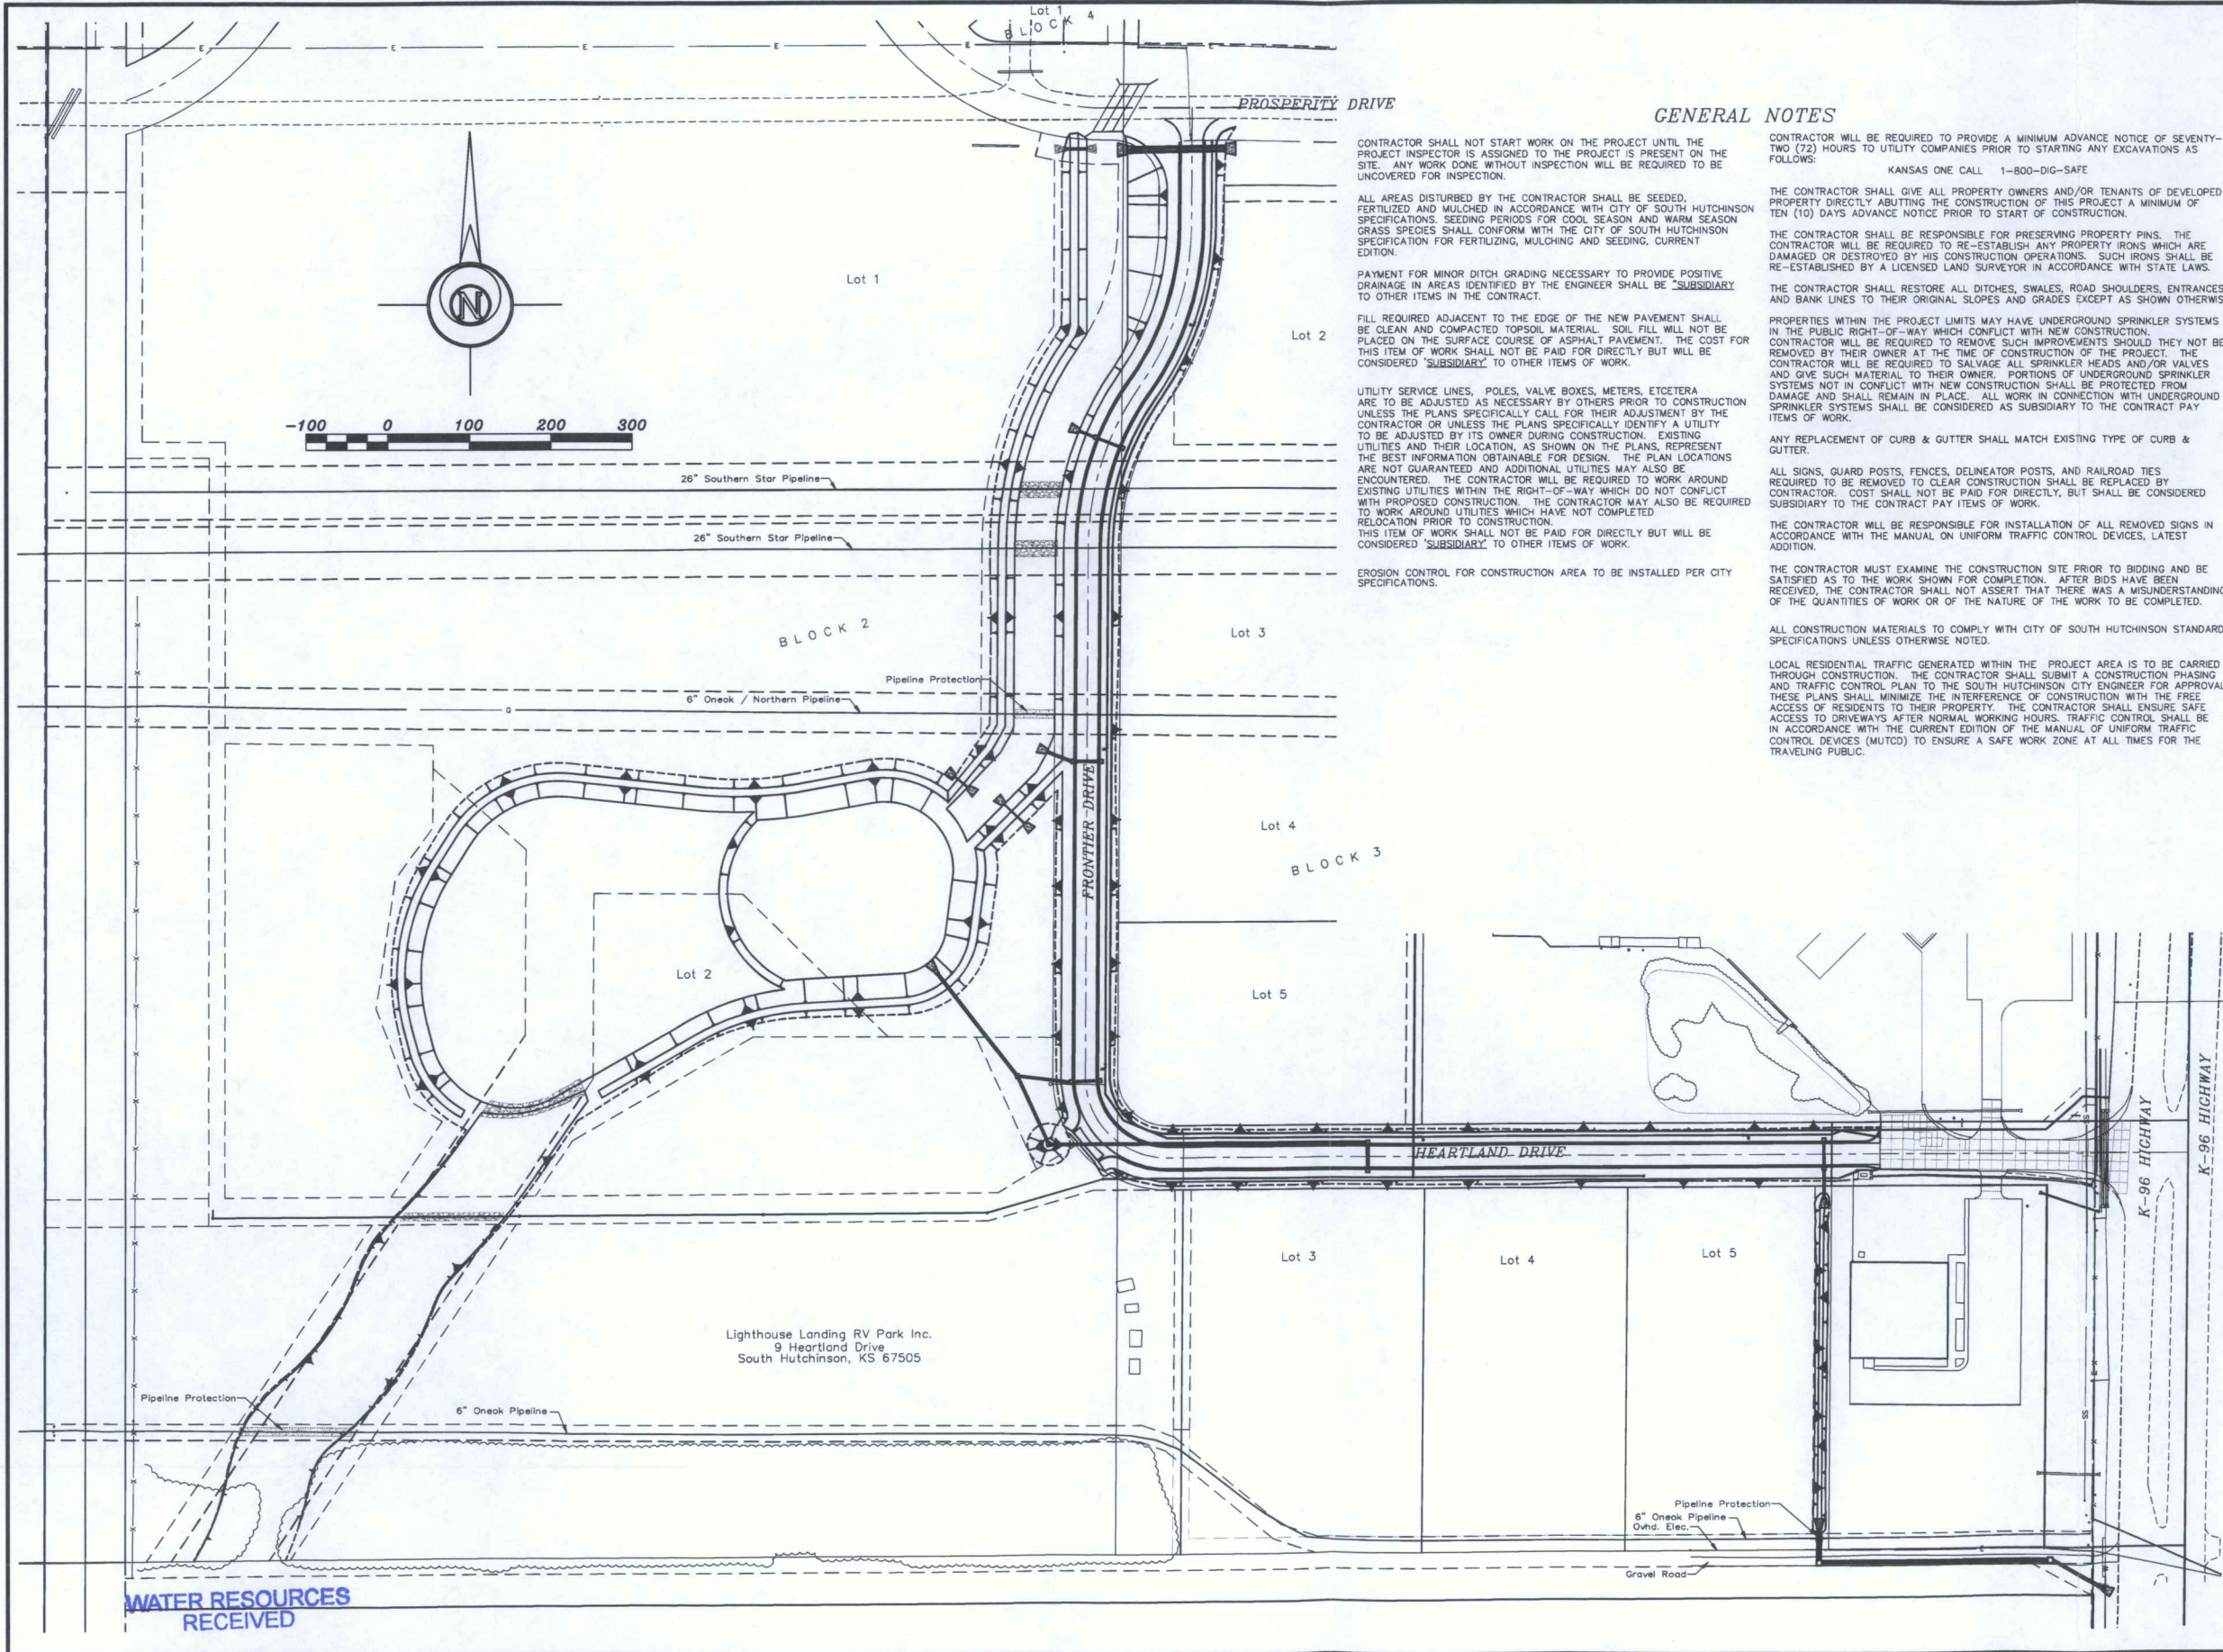 Lot 1
BLOCK 4
E E E E E E
PROSPERITY DRIVE
GENERAL NOTES
CONTRACTOR SHALL NOT START WORK ON THE PROJECT UNTIL THE
PROJECT INSPECTOR IS ASSIGNED TO THE PROJECT IS PRESENT ON THE
SITE. ANY WORK DONE WITHOUT INSPECTION WILL BE REQUIRED TO BE
UNCOVERED FOR INSPECTION.
ALL AREAS DISTURBED BY THE CONTRACTOR SHALL BE SEEDED,
FERTILIZED AND MULCHED IN ACCORDANCE WITH CITY OF SOUTH HUTCHINSON
SPECIFICATIONS. SEEDING PERIODS FOR COOL SEASON AND WARM SEASON
GRASS SPECIES SHALL CONFORM WITH THE CITY OF SOUTH HUTCHINSON
SPECIFICATION FOR FERTILIZING, MULCHING AND SEEDING, CURRENT
EDITION.
PAYMENT FOR MINOR DITCH GRADING NECESSARY TO PROVIDE POSITIVE
DRAINAGE IN AREAS IDENTIFIED BY THE ENGINEER SHALL BE "SUBSIDIARY
TO OTHER ITEMS IN THE CONTRACT.
FILL REQUIRED ADJACENT TO THE EDGE OF THE NEW PAVEMENT SHALL
BE CLEAN AND COMPACTED TOPSOIL MATERIAL. SOIL FILL WILL NOT BE
PLACED ON THE SURFACE COURSE OF ASPHALT PAVEMENT. THE COST FOR
THIS ITEM OF WORK SHALL NOT BE PAID FOR DIRECTLY BUT WILL BE
CONSIDERED 'SUBSIDIARY' TO OTHER ITEMS OF WORK.
UTILITY SERVICE LINES, POLES, VALVE BOXES, METERS, ETCETERA
ARE TO BE ADJUSTED AS NECESSARY BY OTHERS PRIOR TO CONSTRUCTION
UNLESS THE PLANS SPECIFICALLY CALL FOR THEIR ADJUSTMENT BY THE
CONTRACTOR OR UNLESS THE PLANS SPECIFICALLY IDENTIFY A UTILITY
TO BE ADJUSTED BY ITS OWNER DURING CONSTRUCTION. EXISTING
UTILITIES AND THEIR LOCATION, AS SHOWN ON THE PLANS, REPRESENT
THE BEST INFORMATION OBTAINABLE FOR DESIGN. THE PLAN LOCATIONS
ARE NOT GUARANTEED AND ADDITIONAL UTILITIES MAY ALSO BE
ENCOUNTERED. THE CONTRACTOR WILL BE REQUIRED TO WORK AROUND
EXISTING UTILITIES WITHIN THE RIGHT-OF-WAY WHICH DO NOT CONFLICT
WITH PROPOSED CONSTRUCTION. THE CONTRACTOR MAY ALSO BE REQUIRED
TO WORK AROUND UTILITIES WHICH HAVE NOT COMPLETED
RELOCATION PRIOR TO CONSTRUCTION.
THIS ITEM OF WORK SHALL NOT BE PAID FOR DIRECTLY BUT WILL BE
CONSIDERED 'SUBSIDIARY' TO OTHER ITEMS OF WORK.
EROSION CONTROL FOR CONSTRUCTION AREA TO BE INSTALLED PER CITY
SPECIFICATIONS.
CONTRACTOR WILL BE REQUIRED TO PROVIDE A MINIMUM ADVANCE NOTICE OF SEVENTY-
TWO (72) HOURS TO UTILITY COMPANIES PRIOR TO STARTING ANY EXCAVATIONS AS
FOLLOWS:
KANSAS ONE CALL 1-800-DIG-SAFE
THE CONTRACTOR SHALL GIVE ALL PROPERTY OWNERS AND/OR TENANTS OF DEVELOPED
PROPERTY DIRECTLY ABUTTING THE CONSTRUCTION OF THIS PROJECT A MINIMUM OF
TEN (10) DAYS ADVANCE NOTICE PRIOR TO START OF CONSTRUCTION.
THE CONTRACTOR SHALL BE RESPONSIBLE FOR PRESERVING PROPERTY PINS. THE
CONTRACTOR WILL BE REQUIRED TO RE-ESTABLISH ANY PROPERTY IRONS WHICH ARE
DAMAGED OR DESTROYED BY HIS CONSTRUCTION OPERATIONS. SUCH IRONS SHALL BE
RE-ESTABLISHED BY A LICENSED LAND SURVEYOR IN ACCORDANCE WITH STATE LAWS.
THE CONTRACTOR SHALL RESTORE ALL DITCHES, SWALES, ROAD SHOULDERS, ENTRANCES
AND BANK LINES TO THEIR ORIGINAL SLOPES AND GRADES EXCEPT AS SHOWN OTHERWIS
PROPERTIES WITHIN THE PROJECT LIMITS MAY HAVE UNDERGROUND SPRINKLER SYSTEMS
IN THE PUBLIC RIGHT-OF-WAY WHICH CONFLICT WITH NEW CONSTRUCTION.
CONTRACTOR WILL BE REQUIRED TO REMOVE SUCH IMPROVEMENTS SHOULD THEY NOT BE
REMOVED BY THEIR OWNER AT THE TIME OF CONSTRUCTION OF THE PROJECT. THE
CONTRACTOR WILL BE REQUIRED TO SALVAGE ALL SPRINKLER HEADS AND/OR VALVES
AND GIVE SUCH MATERIAL TO THEIR OWNER. PORTIONS OF UNDERGROUND SPRINKLER
SYSTEMS NOT IN CONFLICT WITH NEW CONSTRUCTION SHALL BE PROTECTED FROM
DAMAGE AND SHALL REMAIN IN PLACE. ALL WORK IN CONNECTION WITH UNDERGROUND
SPRINKLER SYSTEMS SHALL BE CONSIDERED AS SUBSIDIARY TO THE CONTRACT PAY
ITEMS OF WORK.
ANY REPLACEMENT OF CURB & GUTTER SHALL MATCH EXISTING TYPE OF CURB &
GUTTER.
ALL SIGNS, GUARD POSTS, FENCES, DELINEATOR POSTS, AND RAILROAD TIES
REQUIRED TO BE REMOVED TO CLEAR CONSTRUCTION SHALL BE REPLACED BY
CONTRACTOR. COST SHALL NOT BE PAID FOR DIRECTLY, BUT SHALL BE CONSIDERED
SUBSIDIARY TO THE CONTRACT PAY ITEMS OF WORK.
THE CONTRACTOR WILL BE RESPONSIBLE FOR INSTALLATION OF ALL REMOVED SIGNS IN
ACCORDANCE WITH THE MANUAL ON UNIFORM TRAFFIC CONTROL DEVICES, LATEST
ADDITION.
THE CONTRACTOR MUST EXAMINE THE CONSTRUCTION SITE PRIOR TO BIDDING AND BE
SATISFIED AS TO THE WORK SHOWN FOR COMPLETION. AFTER BIDS HAVE BEEN
RECEIVED, THE CONTRACTOR SHALL NOT ASSERT THAT THERE WAS A MISUNDERSTANDING
OF THE QUANTITIES OF WORK OR OF THE NATURE OF THE WORK TO BE COMPLETED.
ALL CONSTRUCTION MATERIALS TO COMPLY WITH CITY OF SOUTH HUTCHINSON STANDARD
SPECIFICATIONS UNLESS OTHERWISE NOTED.
LOCAL RESIDENTIAL TRAFFIC GENERATED WITHIN THE PROJECT AREA IS TO BE CARRIED
THROUGH CONSTRUCTION. THE CONTRACTOR SHALL SUBMIT A CONSTRUCTION PHASING
AND TRAFFIC CONTROL PLAN TO THE SOUTH HUTCHINSON CITY ENGINEER FOR APPROVAL
THESE PLANS SHALL MINIMIZE THE INTERFERENCE OF CONSTRUCTION WITH THE FREE
ACCESS OF RESIDENTS TO THEIR PROPERTY. THE CONTRACTOR SHALL ENSURE SAFE
ACCESS TO DRIVEWAYS AFTER NORMAL WORKING HOURS. TRAFFIC CONTROL SHALL BE
IN ACCORDANCE WITH THE CURRENT EDITION OF THE MANUAL OF UNIFORM TRAFFIC
CONTROL DEVICES (MUTCD) TO ENSURE A SAFE WORK ZONE AT ALL TIMES FOR THE
TRAVELING PUBLIC.
Lot 1
N
Lot 2
-100 0 100 200 300
26" Southern Star Pipeline
26" Southern Star Pipeline
BLOCK 2
Lot 3
Pipeline Protection
6" Oneok / Northern Pipeline
G
FRONTIER DRIVE
Lot 4
BLOCK 3
Lot 2
Lot 5
HEARTLAND DRIVE
K-96 HIGHWAY
K-96 HIGHWAY
SS
Lot 3
Lot 4
Lot 5
Lighthouse Landing RV Park Inc.
9 Heartland Drive
South Hutchinson, KS 67505
Pipeline Protection
6" Oneok Pipeline
SS
Pipeline Protection
6" Oneok Pipeline
Ovhd. Elec.
E
Gravel Road
WATER RESOURCES
RECEIVED